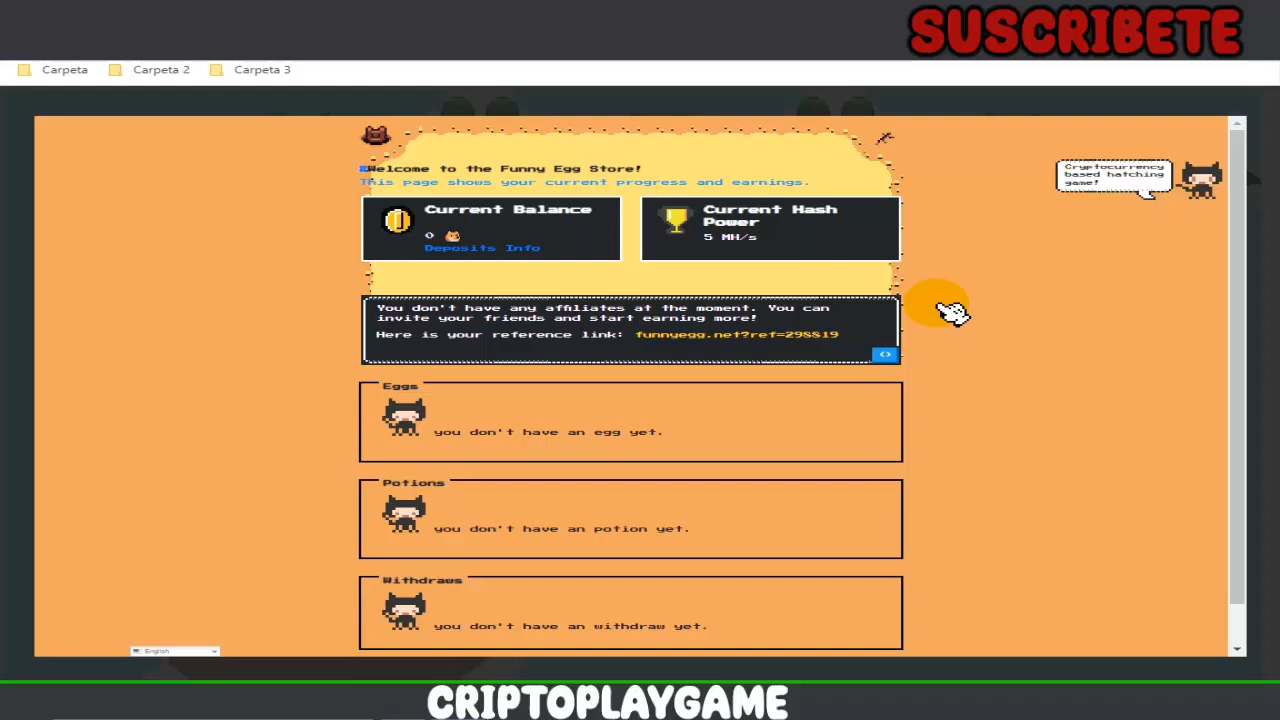 SUSCRIBETE
Carpeta
Carpeta 2
Carpeta 3
Welcome to the Funny Egg Store!
This page shows your current progress and earnings.
Cryptocurrency
based hatching
game!
Current Balance
0
Deposits Info
Current Hash
Power
5 MH/s
You don't have any affiliates at the moment. You can
invite your friends and start earning more!
Here is your reference link: funnyegg.net?ref=298819
<>
Eggs
you don't have an egg yet.
Potions
you don't have an potion yet.
Withdraws
you don't have an withdraw yet.
English
CRIPTOPLAYGAME